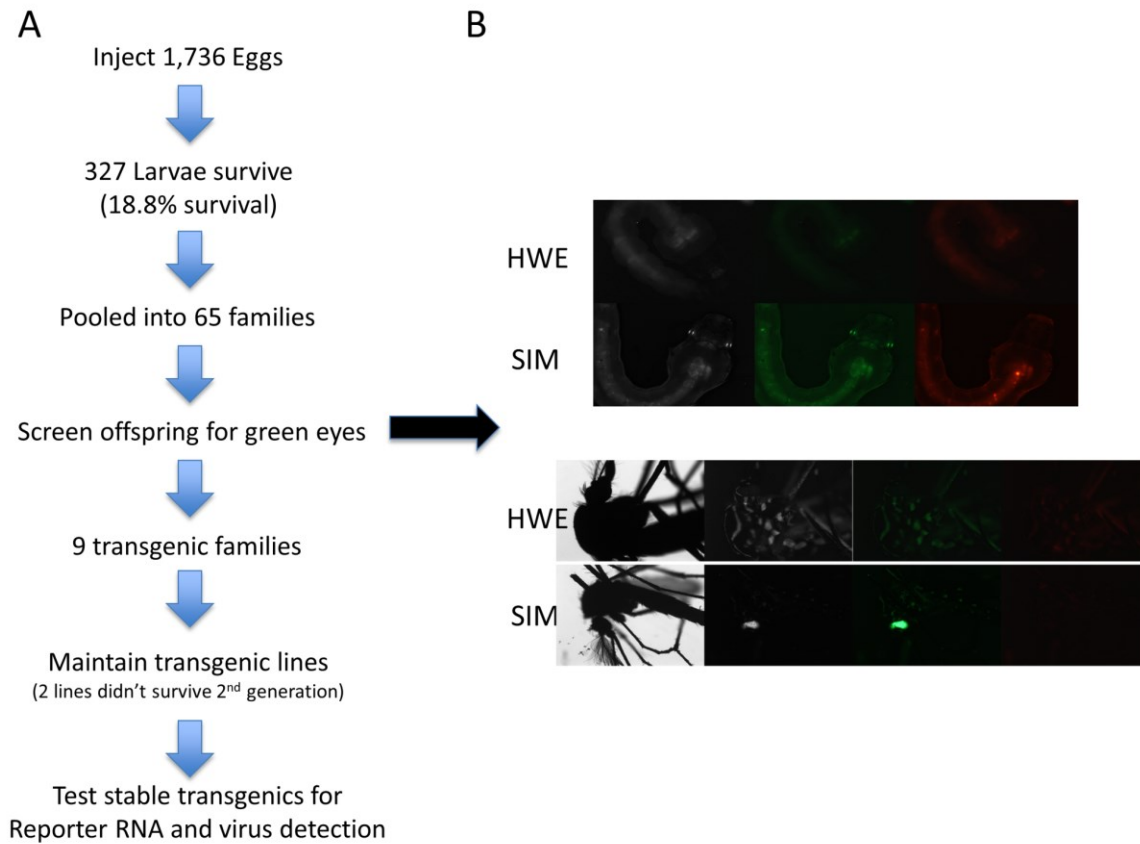 A
Inject 1,736 Eggs
327 Larvae survive
(18.8% survival)
Pooled into 65 families
Screen offspring for green eyes
9 transgenic families
Maintain transgenic lines
(2 lines didn't survive 2nd generation)
Test stable transgenics for
Reporter RNA and virus detection
B
HWE
SIM
HWE
SIM